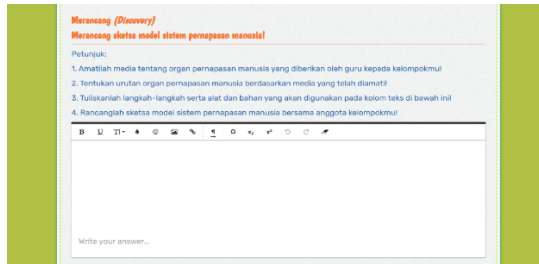 Merancang (Discovery)
Merancang sketsa model sistem pernapasan manusia!
Petunjuk:
1. Amatilah media tentang organ pernapasan manusia yang diberikan oleh guru kepada kelompokmu!
2. Tentukan urutan organ pernapasan manusia berdasarkan media yang telah diamati!
3. Tuliskanlah langkah-langkah serta alat dan bahan yang akan digunakan pada kolom teks di bawah ini!
4. Rancanglah sketsa model sistem pernapasan manusia bersama anggota kelompokmu!
B U TI ¶ Ω x₂ x²
Write your answer...